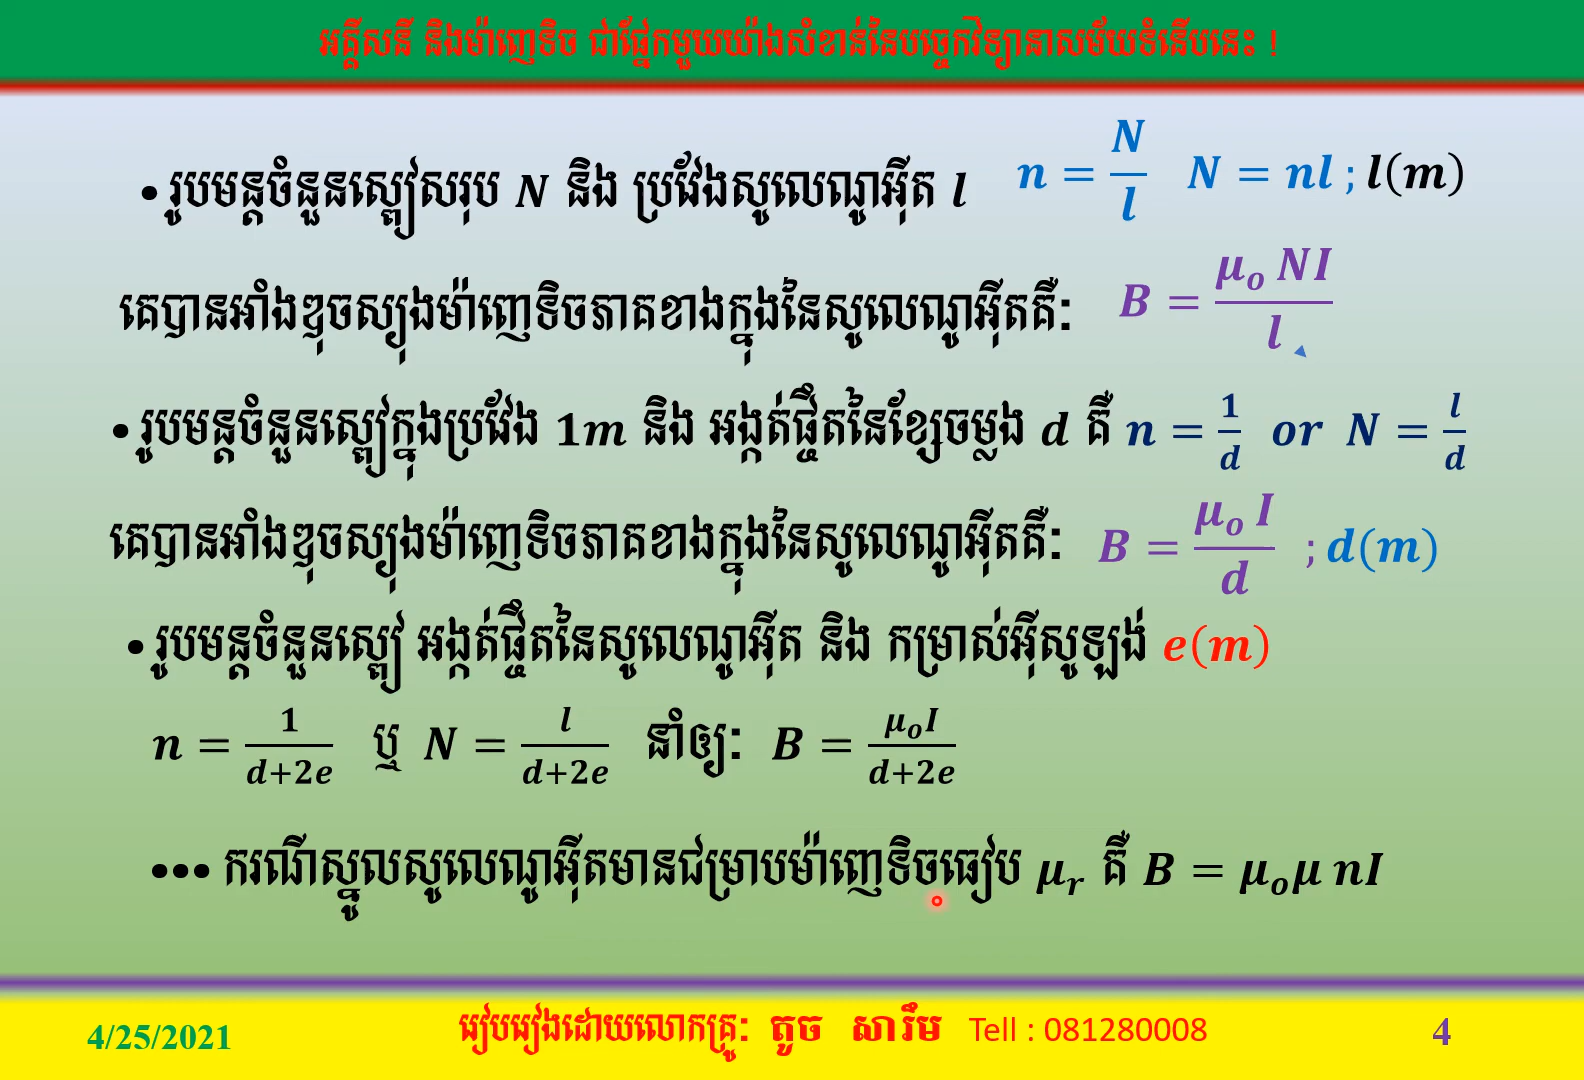 អគ្គិសនី និងម៉ាញេទិច ជាផ្នែកមួយយ៉ាងសំខាន់នៃបច្ចេកវិទ្យានាសម័យទំនើបនេះ !
• រូបមន្តចំនួនស្ពៀសរុប N និង ប្រវែងសូលេណូអ៊ីត l n = N/l N = nl ; l(m)
គេបានអាំងឌុចស្យុងម៉ាញេទិចភាគខាងក្នុងនៃសូលេណូអ៊ីតគឺ: B = μₒ NI/l
• រូបមន្តចំនួនស្ពៀក្នុងប្រវែង 1m និង អង្កត់ផ្ចិតនៃខ្សែចម្លង d គឺ n = 1/d or N = l/d
គេបានអាំងឌុចស្យុងម៉ាញេទិចភាគខាងក្នុងនៃសូលេណូអ៊ីតគឺ: B = μₒ I/d ; d(m)
• រូបមន្តចំនួនស្ពៀ អង្កត់ផ្ចិតនៃសូលេណូអ៊ីត និង កម្រាស់អ៊ីសូឡង់ e(m)
n = 1/(d+2e) ឬ N = l/(d+2e) នាំឲ្យ: B = μₒI/(d+2e)
••• ករណីស្នូលសូលេណូអ៊ីតមានជម្រាបម៉ាញេទិចធៀប μᵣ គឺ B = μₒμ nI
4/25/2021 រៀបរៀងដោយលោកគ្រូ: តូច សារឹម Tell : 081280008 4